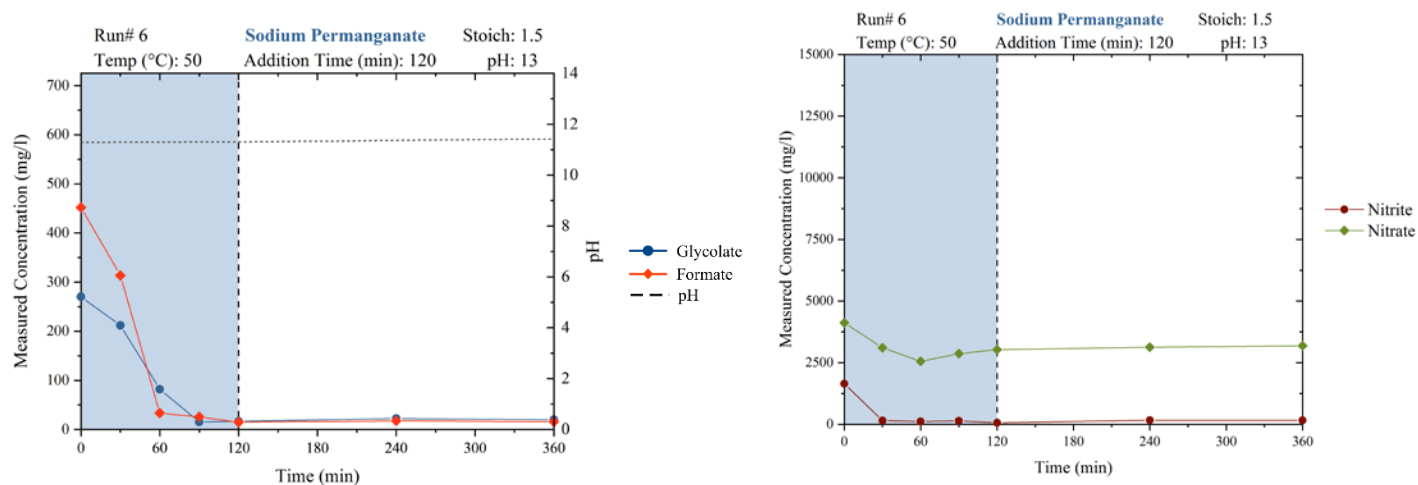 Run# 6 Sodium Permanganate Stoich: 1.5
Temp (°C): 50 Addition Time (min): 120 pH: 13
700
600
500
400
300
200
100
0
Measured Concentration (mg/l)
14
12
10
8
6
4
2
0
pH
0 60 120 180 240 300 360
Time (min)
Glycolate
Formate
pH
Run# 6 Sodium Permanganate Stoich: 1.5
Temp (°C): 50 Addition Time (min): 120 pH: 13
15000
12500
15000
7500
5000
2500
0
Measured Concentration (mg/l)
0 60 120 180 240 300 360
Time (min)
Nitrite
Nitrate